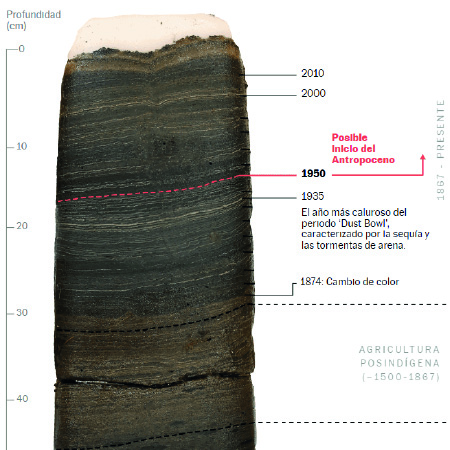 Profundidad
(cm)
0
2010
2000
10
Posible
Inicio del
Antropoceno
1950
1867 - PRESENTE
1935
El año más caluroso del
periodo ‘Dust Bowl’,
caracterizado por la sequía y
las tormentas de arena.
20
1874: Cambio de color
30
AGRICULTURA
POSINDÍGENA
(~1500-1867)
40